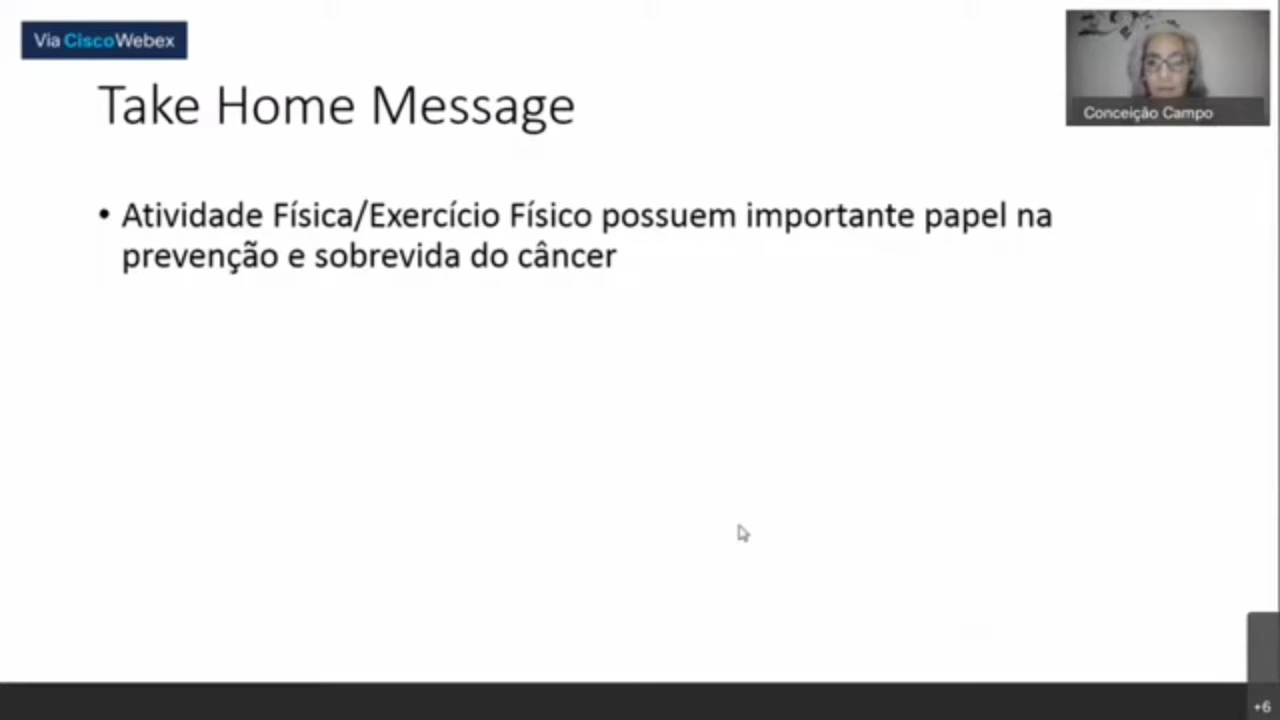 Via CiscoWebex
Conceição Campo
Take Home Message
• Atividade Física/Exercício Físico possuem importante papel na
prevenção e sobrevida do câncer
+6